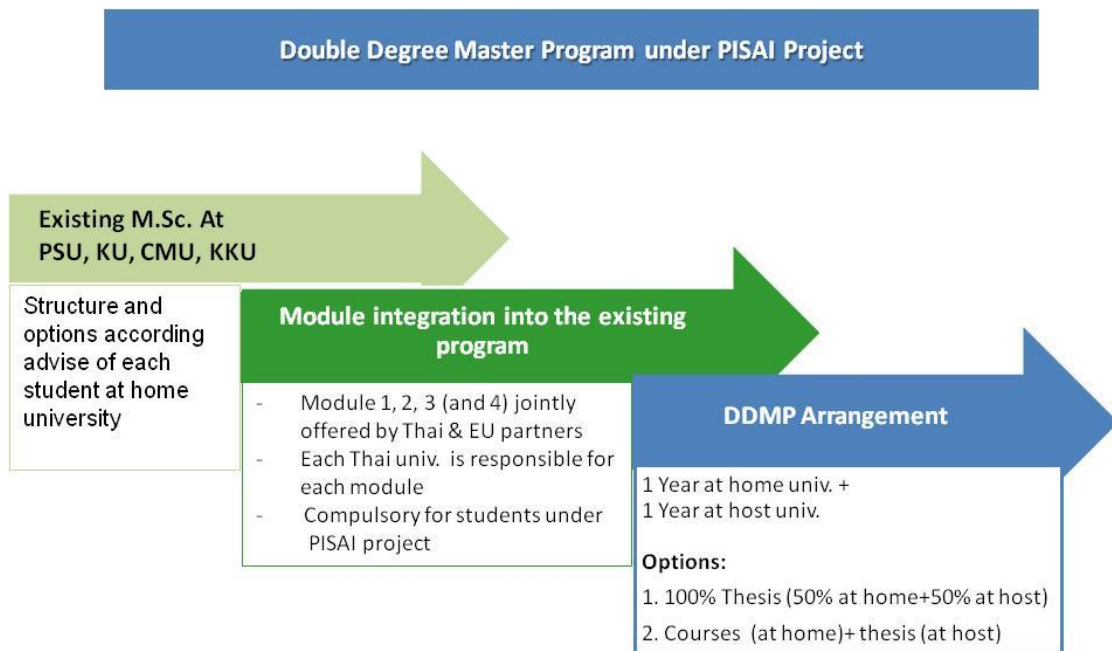 Double Degree Master Program under PISAI Project
Existing M.Sc. At
PSU, KU, CMU, KKU
Structure and
options according
advise of each
student at home
university
Module integration into the existing
program
- Module 1, 2, 3 (and 4) jointly
offered by Thai & EU partners
- Each Thai univ. is responsible for
each module
- Compulsory for students under
PISAI project
DDMP Arrangement
1 Year at home univ. +
1 Year at host univ.
Options:
1. 100% Thesis (50% at home+50% at host)
2. Courses (at home)+ thesis (at host)